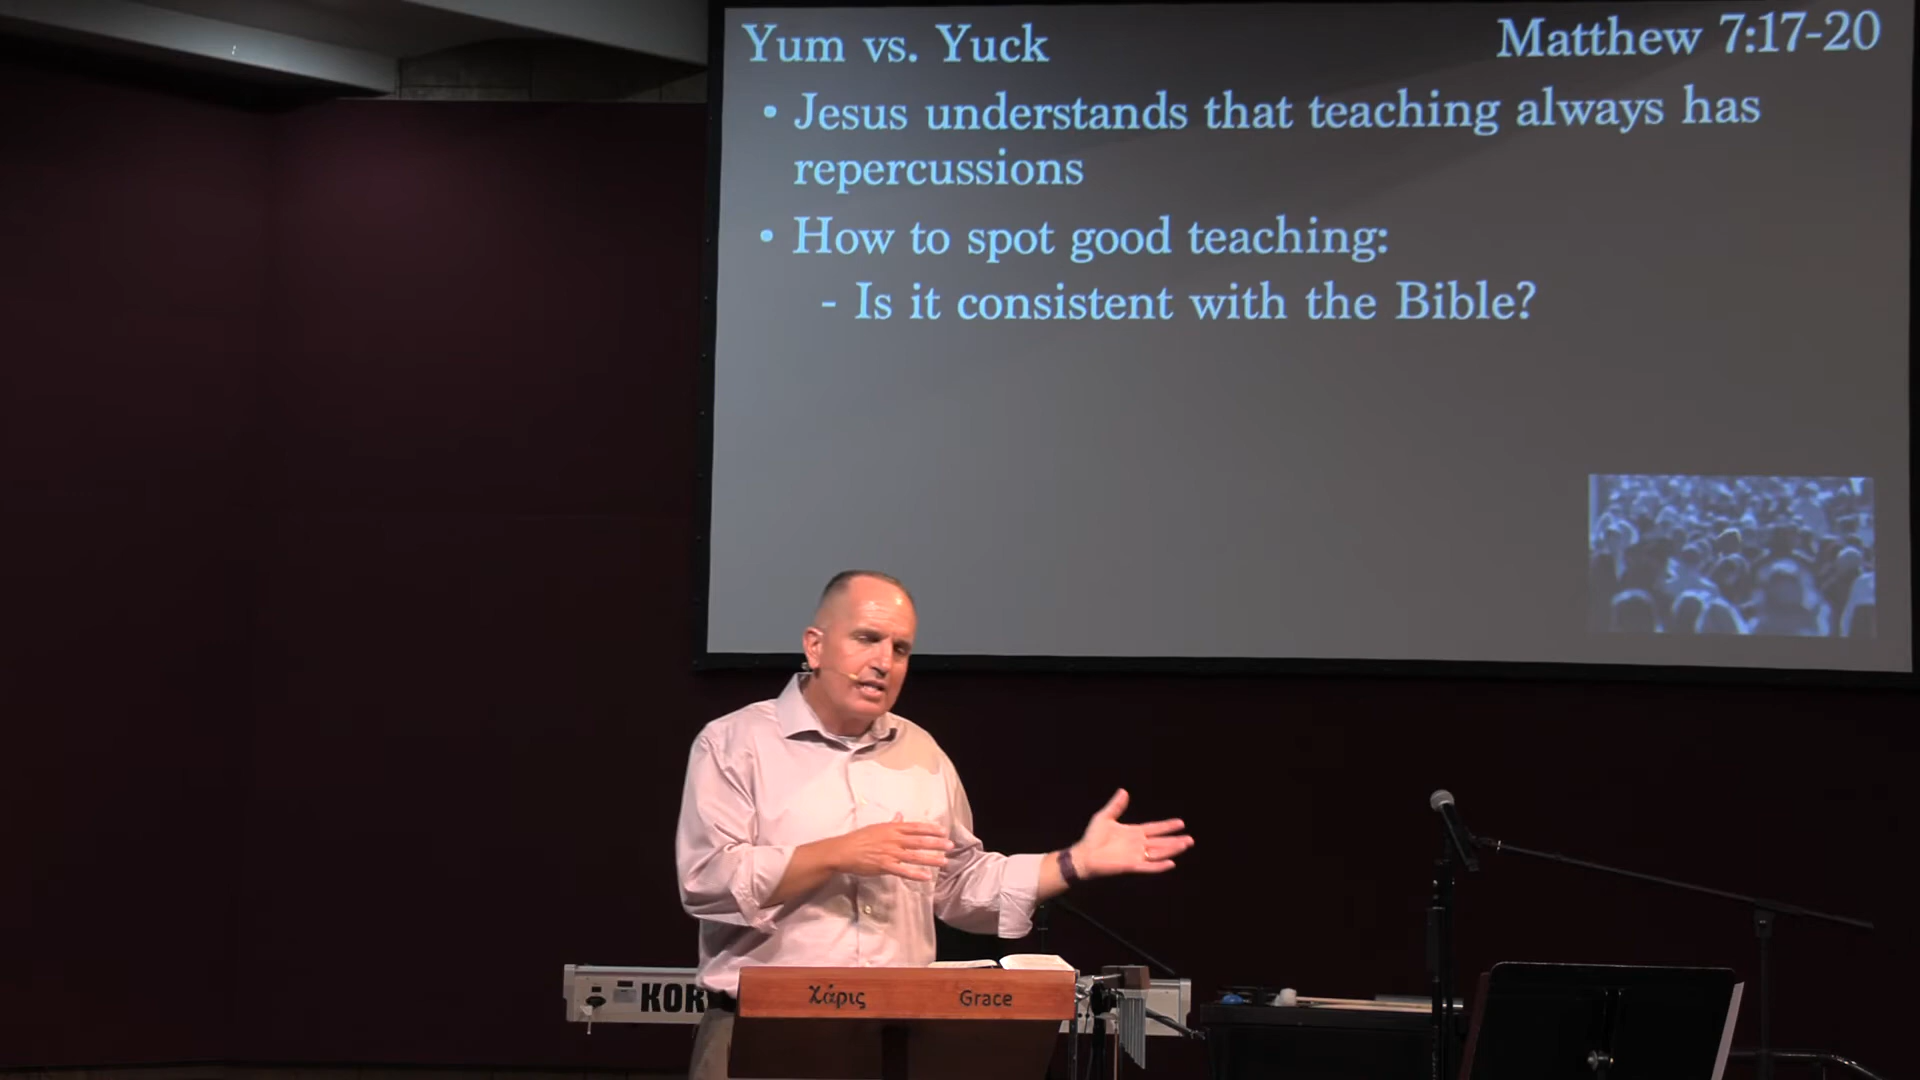 Yum vs. Yuck
Matthew 7:17-20
• Jesus understands that teaching always has
repercussions
• How to spot good teaching:
- Is it consistent with the Bible?
KOR
χάρις
Grace